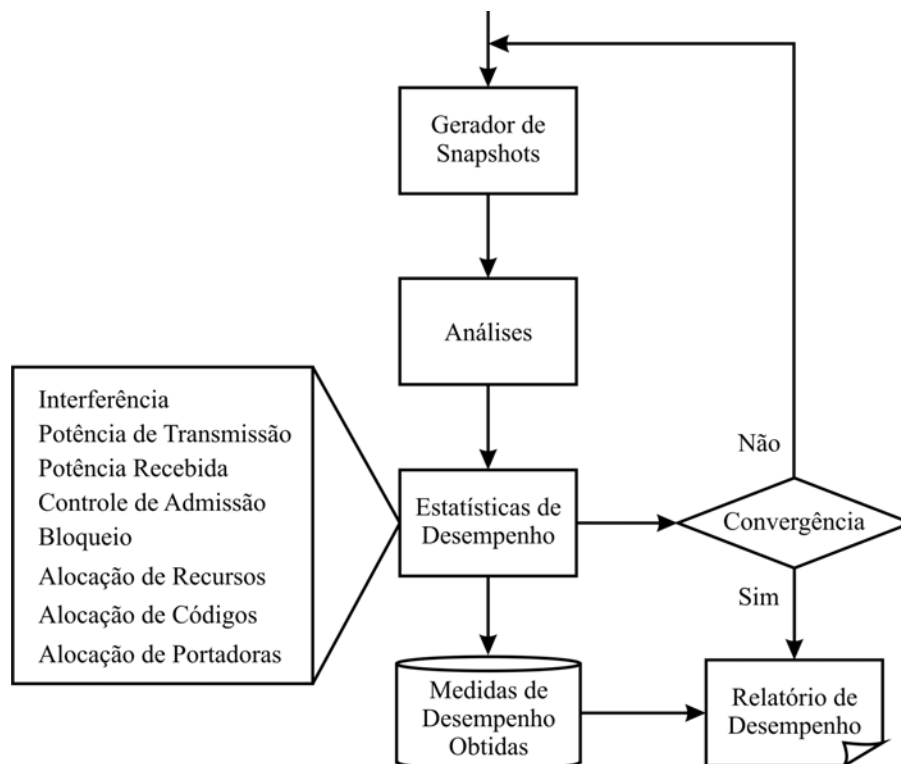 Gerador de
Snapshots
Análises
Interferência
Potência de Transmissão
Potência Recebida
Controle de Admissão
Bloqueio
Alocação de Recursos
Alocação de Códigos
Alocação de Portadoras
Estatísticas de
Desempenho
Não
Convergência
Sim
Medidas de
Desempenho
Obtidas
Relatório de
Desempenho